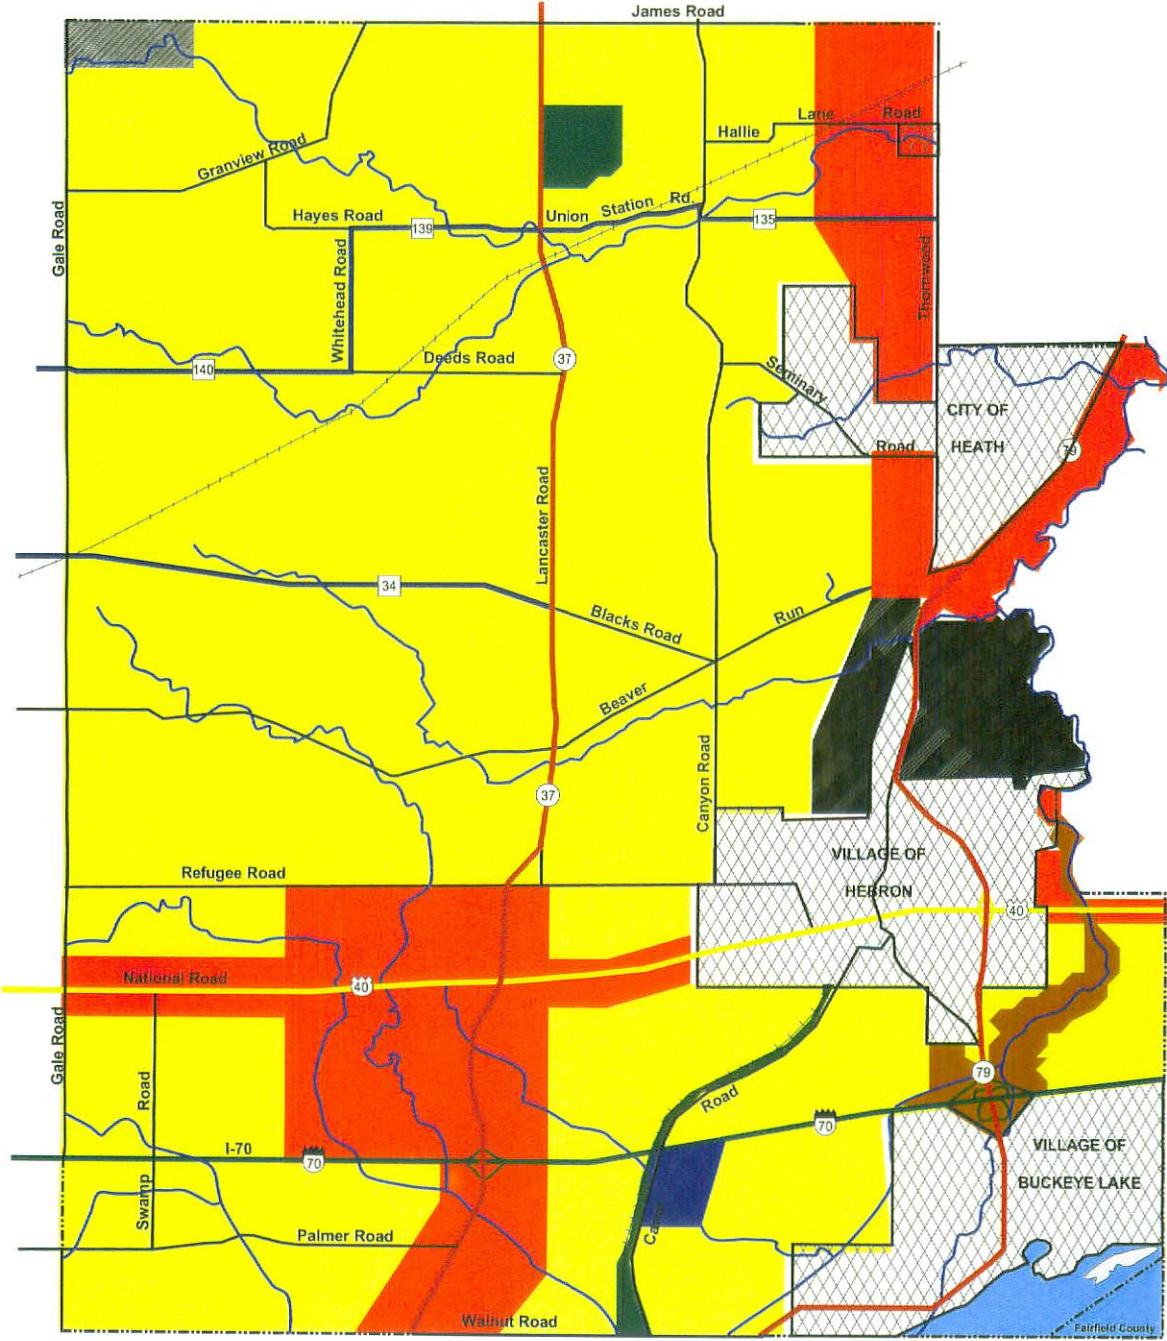 James Road
Hallie
Lane
Road
Granview Road
Hayes Road
139
Union
Station
Rd.
135
Gale Road
Whitehead Road
Thornwood
140
Deeds Road
37
Seminary
Road
CITY OF
HEATH
79
Lancaster Road
34
Blacks Road
Run
Beaver
Canyon Road
37
VILLAGE OF
HEBRON
Refugee Road
40
National Road
40
Gale Road
Road
Swamp
79
Road
70
I-70
70
VILLAGE OF
BUCKEYE LAKE
Palmer Road
Walnut Road
Fairfield County